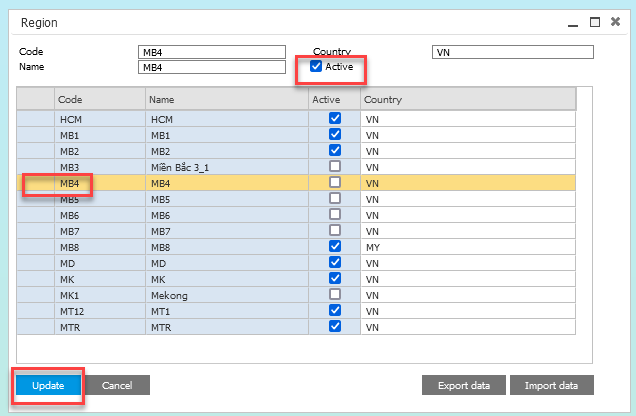 Region
Code MB4 Country VN
Name MB4 Active
Code Name Active Country
HCM HCM VN
MB1 MB1 VN
MB2 MB2 VN
MB3 Miền Bắc 3_1 VN
MB4 MB4 VN
MB5 MB5 VN
MB6 MB6 VN
MB7 MB7 VN
MB8 MB8 MY
MD MD VN
MK MK VN
MK1 Mekong VN
MT12 MT1 VN
MTR MTR VN
Update Cancel Export data Import data